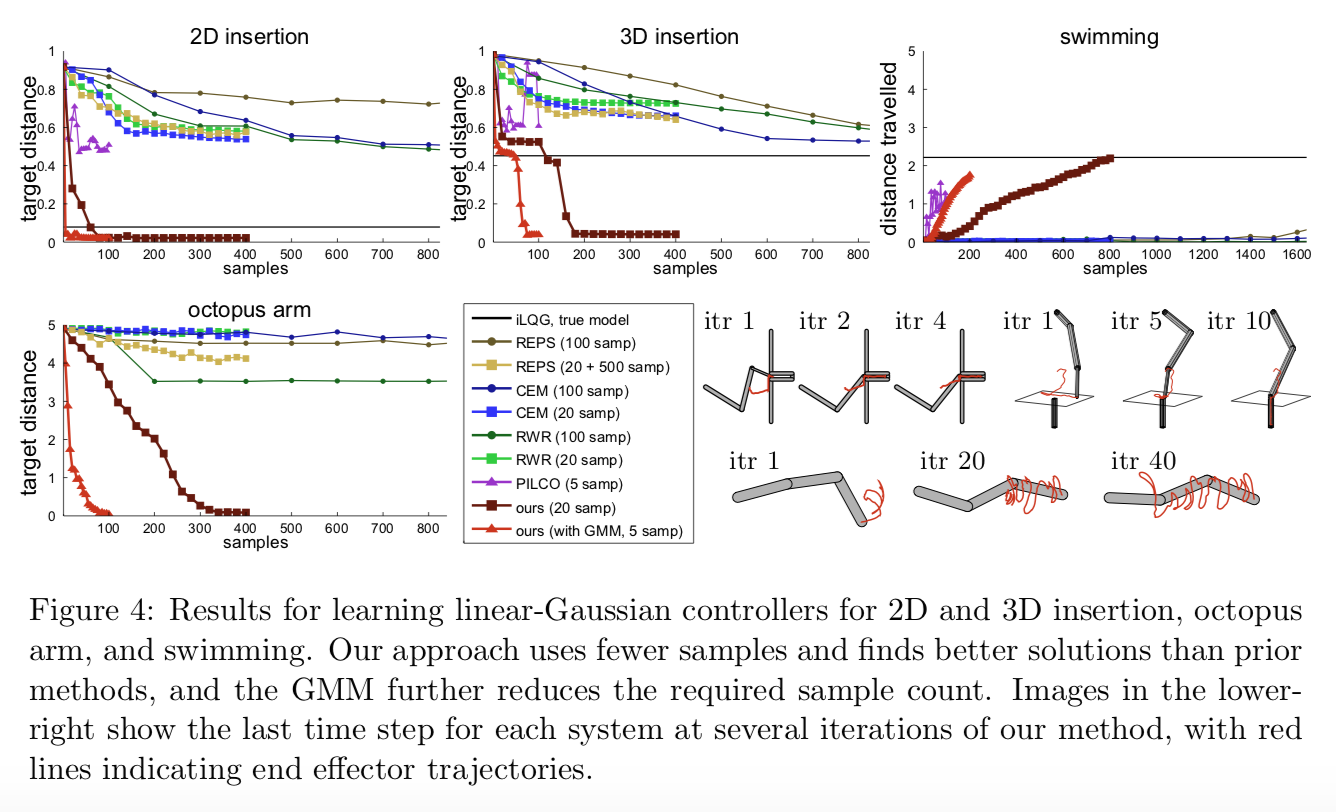 2D insertion
1
0.8
0.6
0.4
0.2
0
target distance
100 200 300 400 500 600 700 800
samples
3D insertion
1
0.8
0.6
0.4
0.2
0
target distance
100 200 300 400 500 600 700 800
samples
swimming
5
4
3
2
1
0
distance travelled
200 400 600 800 1000 1200 1400 1600
samples
octopus arm
5
4
3
2
1
0
target distance
100 200 300 400 500 600 700 800
samples
iLQG, true model
REPS (100 samp)
REPS (20 + 500 samp)
CEM (100 samp)
CEM (20 samp)
RWR (100 samp)
RWR (20 samp)
PILCO (5 samp)
ours (20 samp)
ours (with GMM, 5 samp)
itr 1 itr 2 itr 4 itr 1 itr 5 itr 10
itr 1 itr 20 itr 40
Figure 4: Results for learning linear-Gaussian controllers for 2D and 3D insertion, octopus
arm, and swimming. Our approach uses fewer samples and finds better solutions than prior
methods, and the GMM further reduces the required sample count. Images in the lower-
right show the last time step for each system at several iterations of our method, with red
lines indicating end effector trajectories.